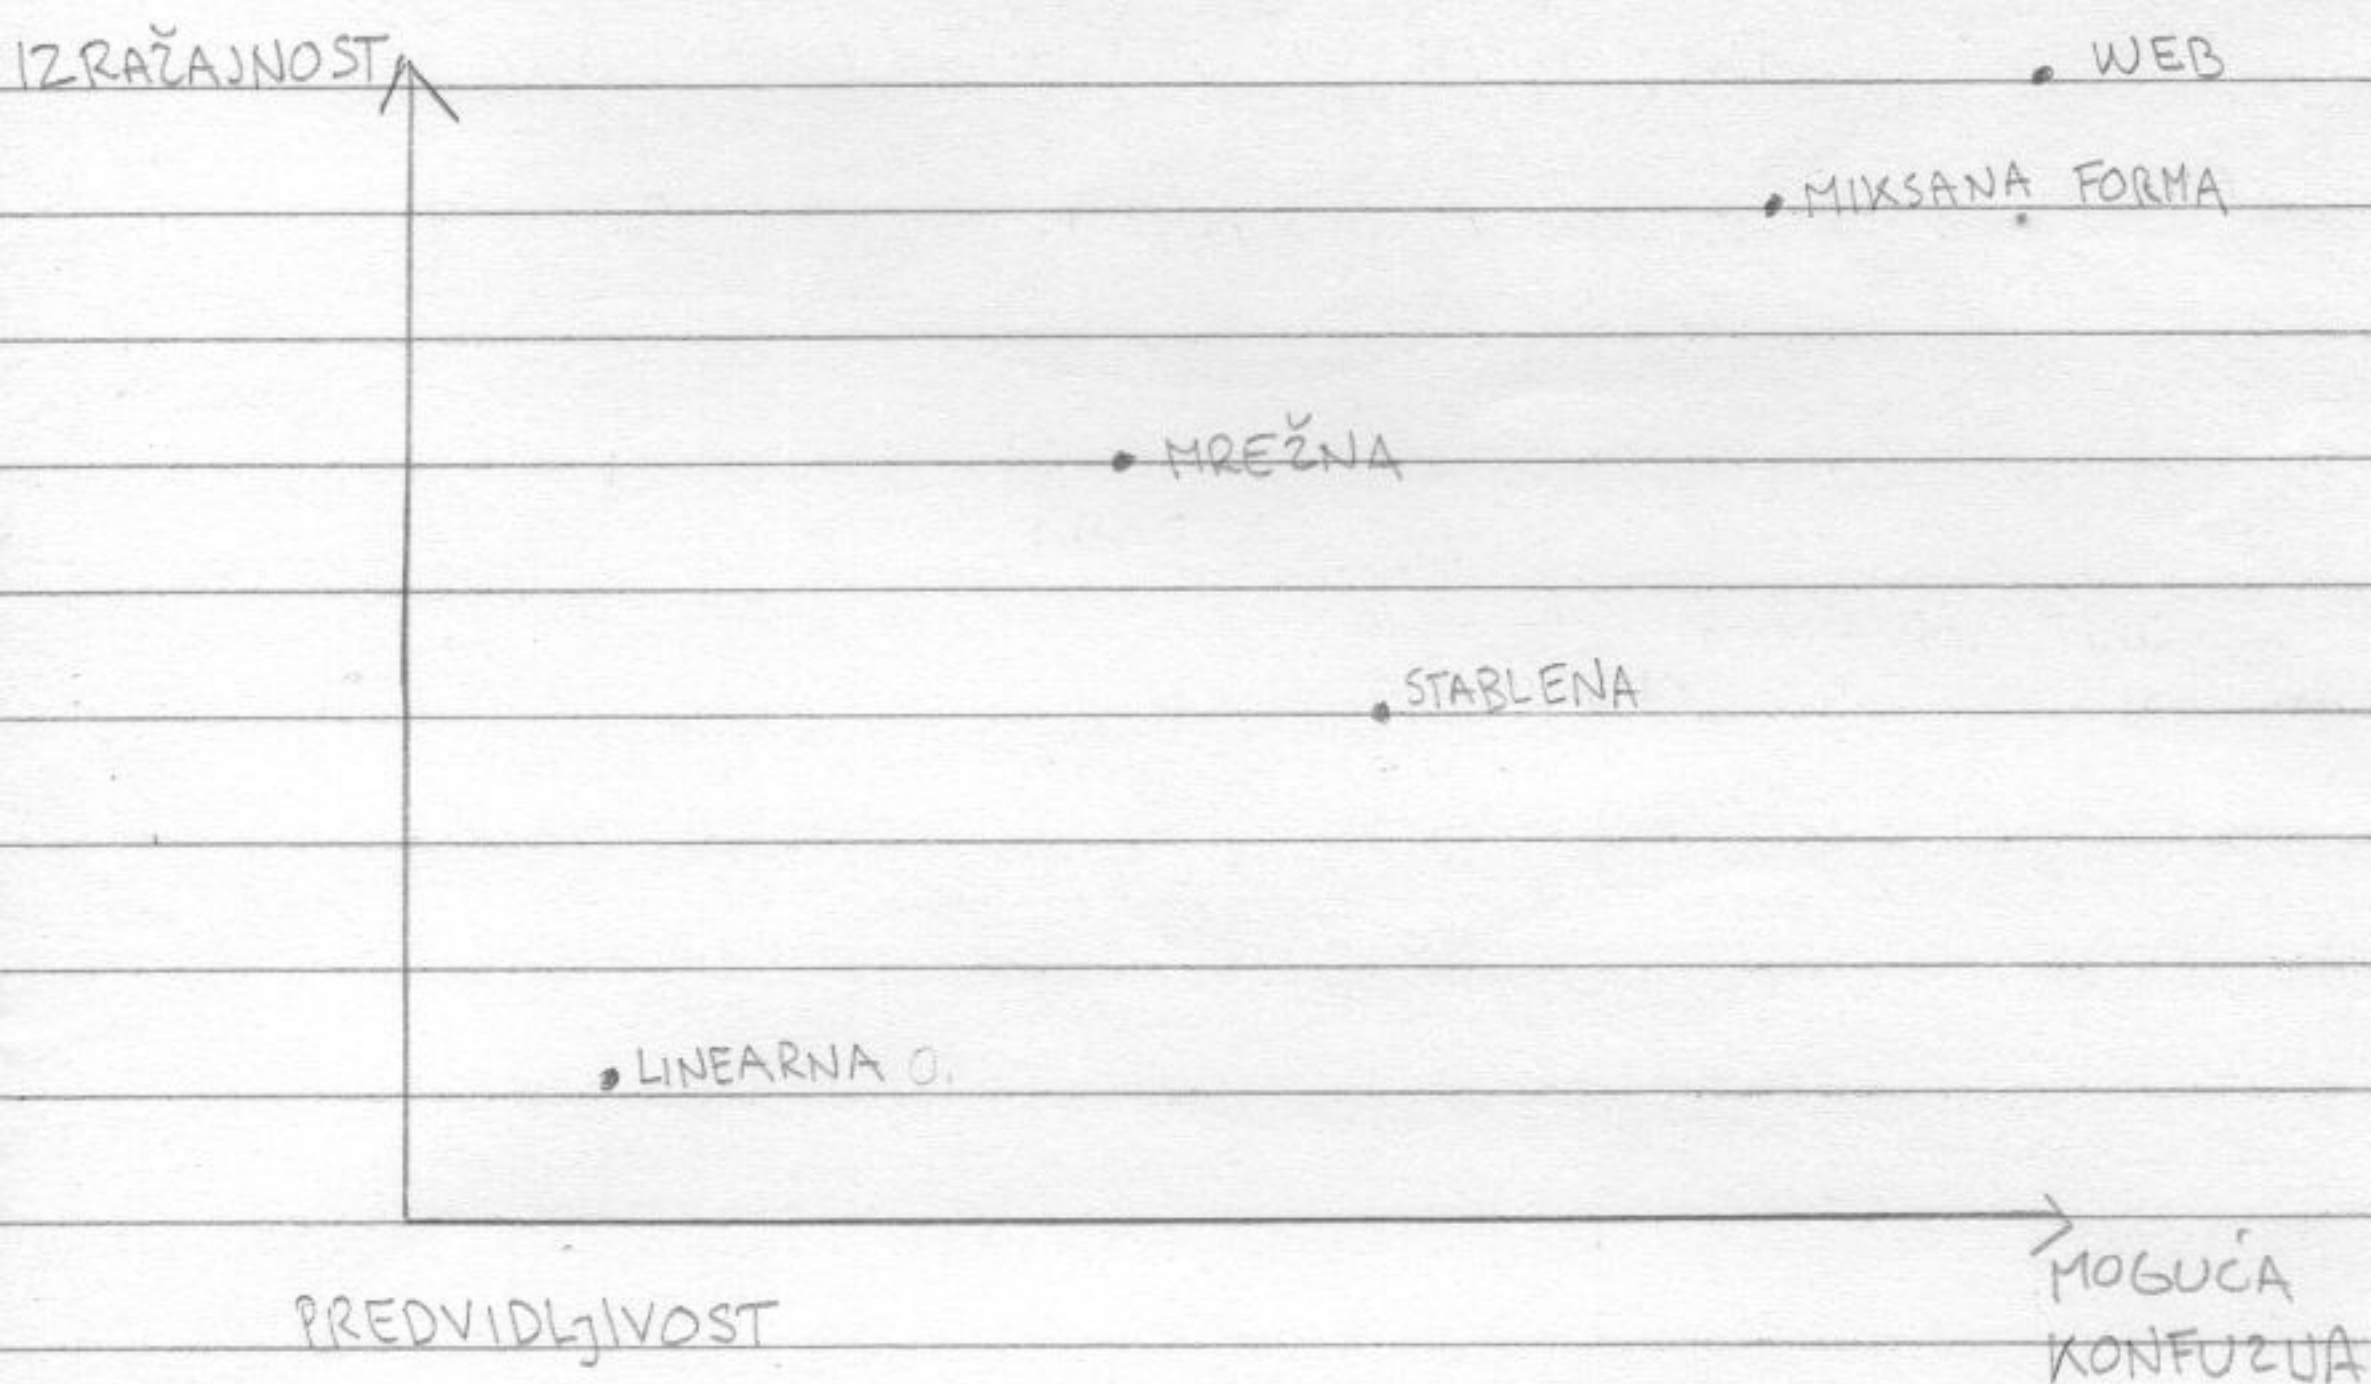 IZRAŽAJNOST
WEB
MIKSANA FORMA
MREŽNA
STABLENA
LINEARNA O.
MOGUĆA
PREDVIDLjIVOST
KONFUZIJA